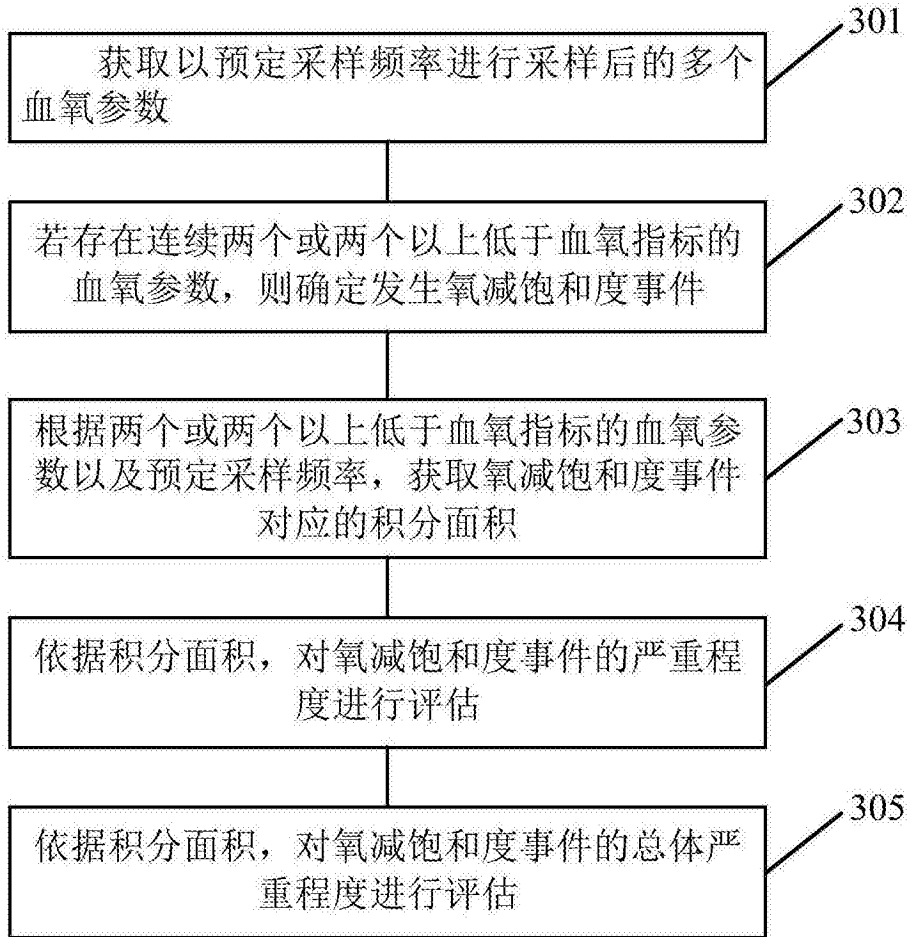 301
获取以预定采样频率进行采样后的多个
血氧参数
302
若存在连续两个或两个以上低于血氧指标的
血氧参数，则确定发生氧减饱和度事件
303
根据两个或两个以上低于血氧指标的血氧参
数以及预定采样频率，获取氧减饱和度事件
对应的积分面积
304
依据积分面积，对氧减饱和度事件的严重程
度进行评估
305
依据积分面积，对氧减饱和度事件的总体严
重程度进行评估